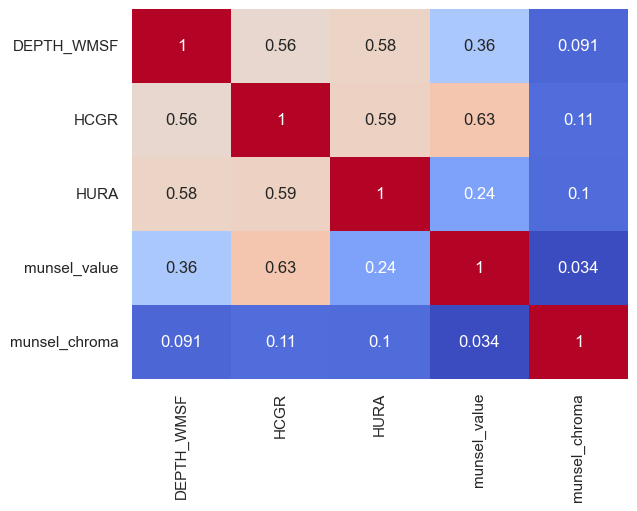 DEPTH_WMSF 1 0.56 0.58 0.36 0.091
HCGR 0.56 1 0.59 0.63 0.11
HURA 0.58 0.59 1 0.24 0.1
munsel_value 0.36 0.63 0.24 1 0.034
munsel_chroma 0.091 0.11 0.1 0.034 1
DEPTH_WMSF HCGR HURA munsel_value munsel_chroma